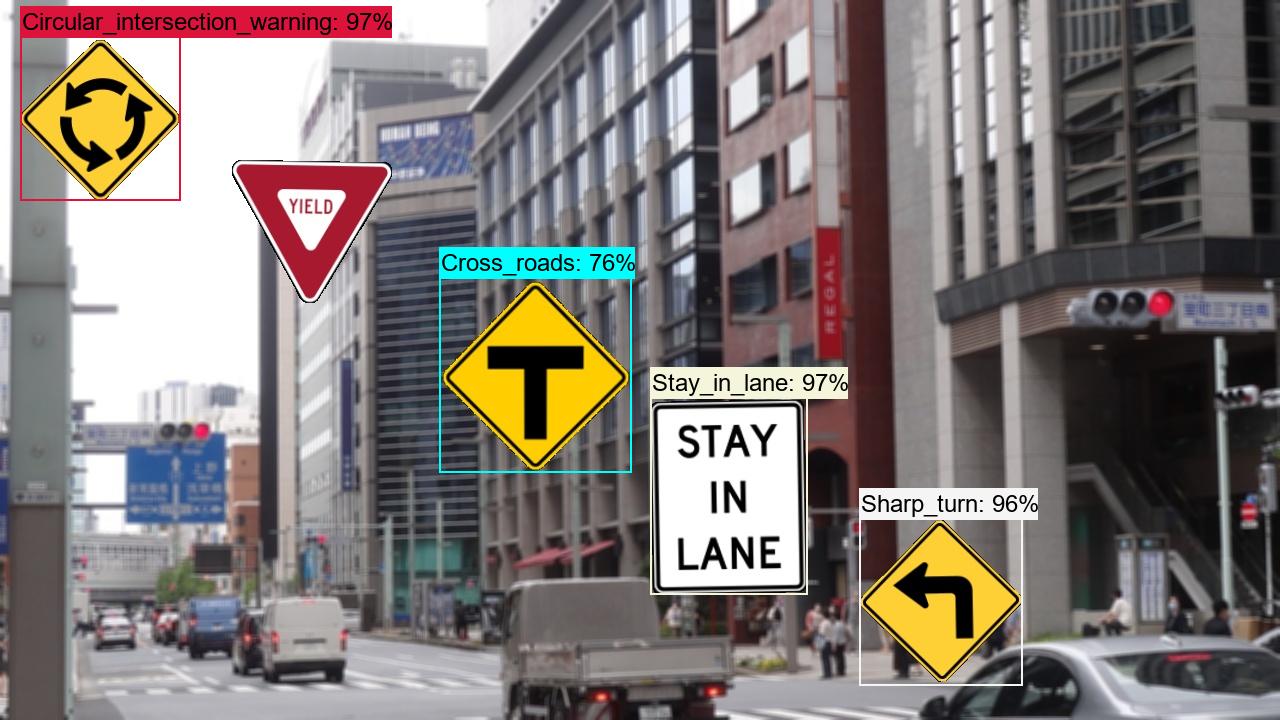 Circular_intersection_warning: 97%
YIELD
Cross_roads: 76%
REGAL
Stay_in_lane: 97%
STAY
IN
LANE
Sharp_turn: 96%